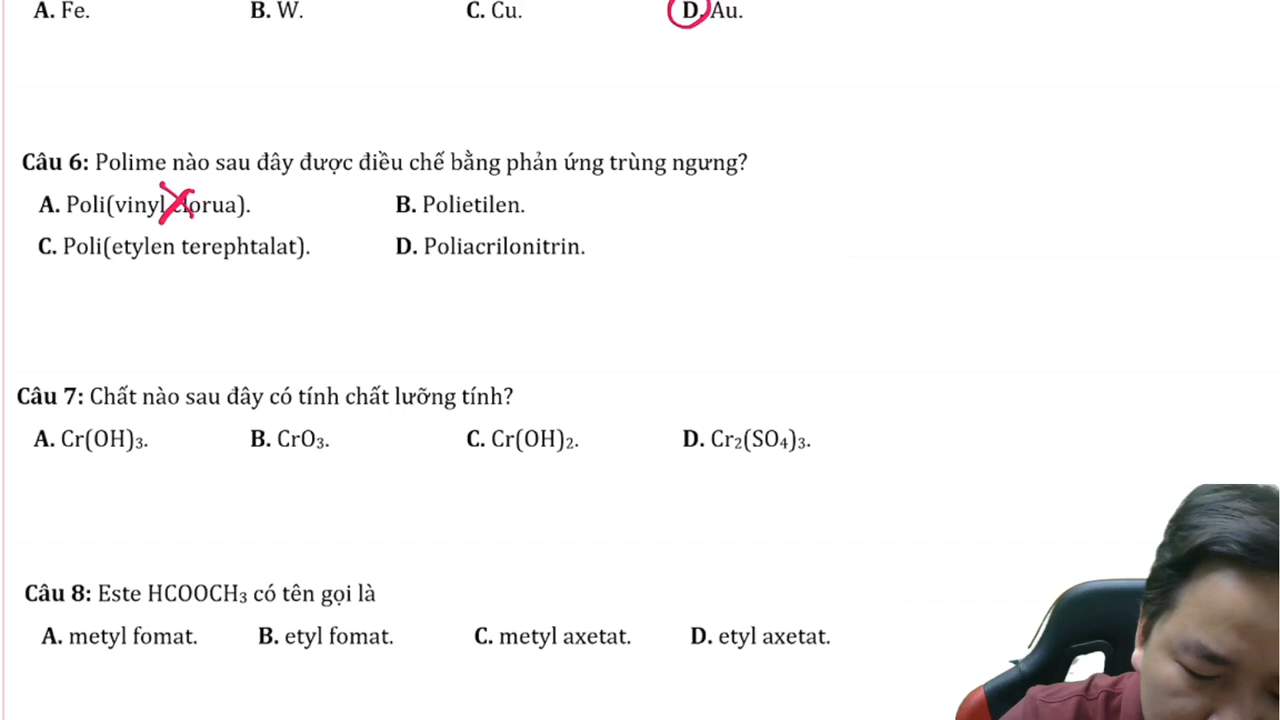 A. Fe. B. W. C. Cu. D. Au.
Câu 6: Polime nào sau đây được điều chế bằng phản ứng trùng ngưng?
A. Poli(vinyl clorua). B. Polietilen.
C. Poli(etylen terephtalat). D. Poliacrilonitrin.
Câu 7: Chất nào sau đây có tính chất lưỡng tính?
A. Cr(OH)₃. B. CrO₃. C. Cr(OH)₂. D. Cr₂(SO₄)₃.
Câu 8: Este HCOOCH₃ có tên gọi là
A. metyl fomat. B. etyl fomat. C. metyl axetat. D. etyl axetat.